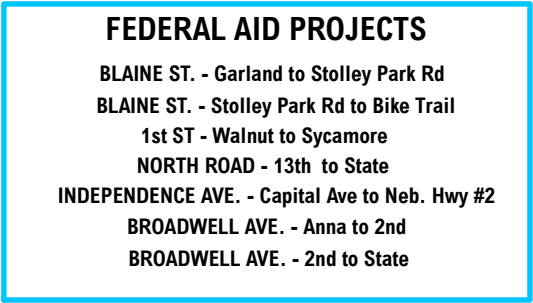 FEDERAL AID PROJECTS
BLAINE ST. - Garland to Stolley Park Rd
BLAINE ST. - Stolley Park Rd to Bike Trail
1st ST - Walnut to Sycamore
NORTH ROAD - 13th to State
INDEPENDENCE AVE. - Capital Ave to Neb. Hwy #2
BROADWELL AVE. - Anna to 2nd
BROADWELL AVE. - 2nd to State